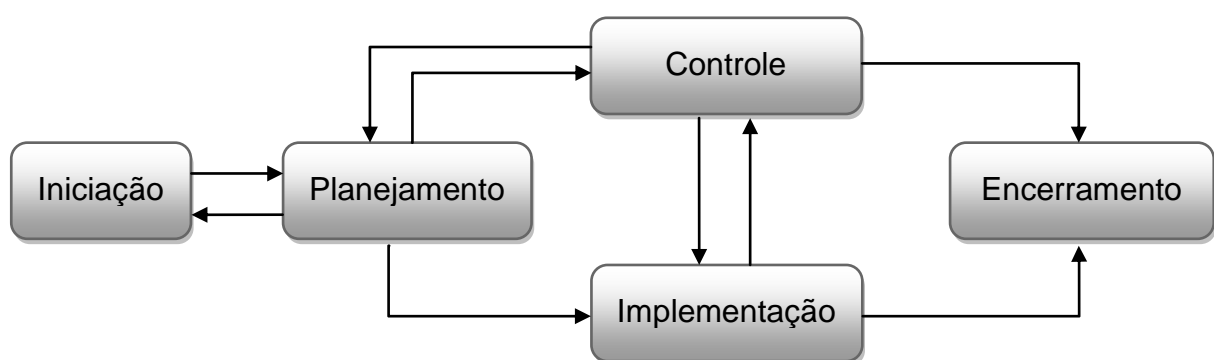 Controle
Iniciação
Planejamento
Encerramento
Implementação